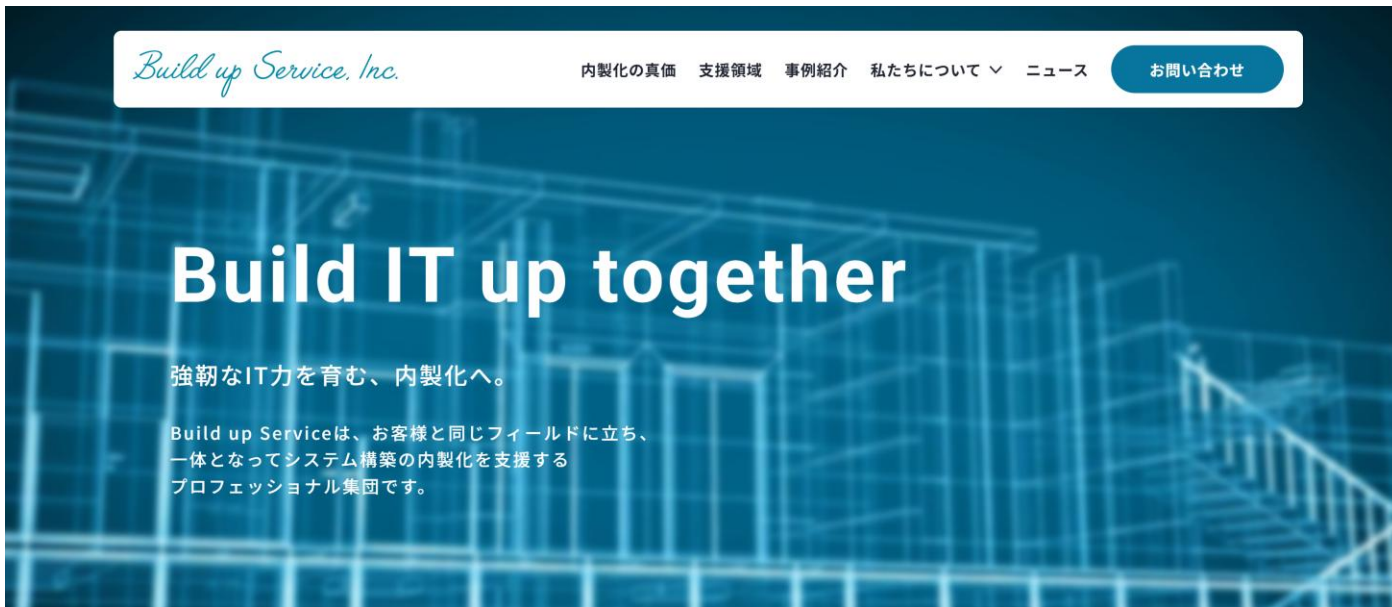 Build up Service, Inc.
内製化の真価 支援領域 事例紹介 私たちについて ニュース お問い合わせ
Build IT up together
強靭なIT力を育む、内製化へ。
Build up Serviceは、お客様と同じフィールドに立ち、
一体となってシステム構築の内製化を支援する
プロフェッショナル集団です。